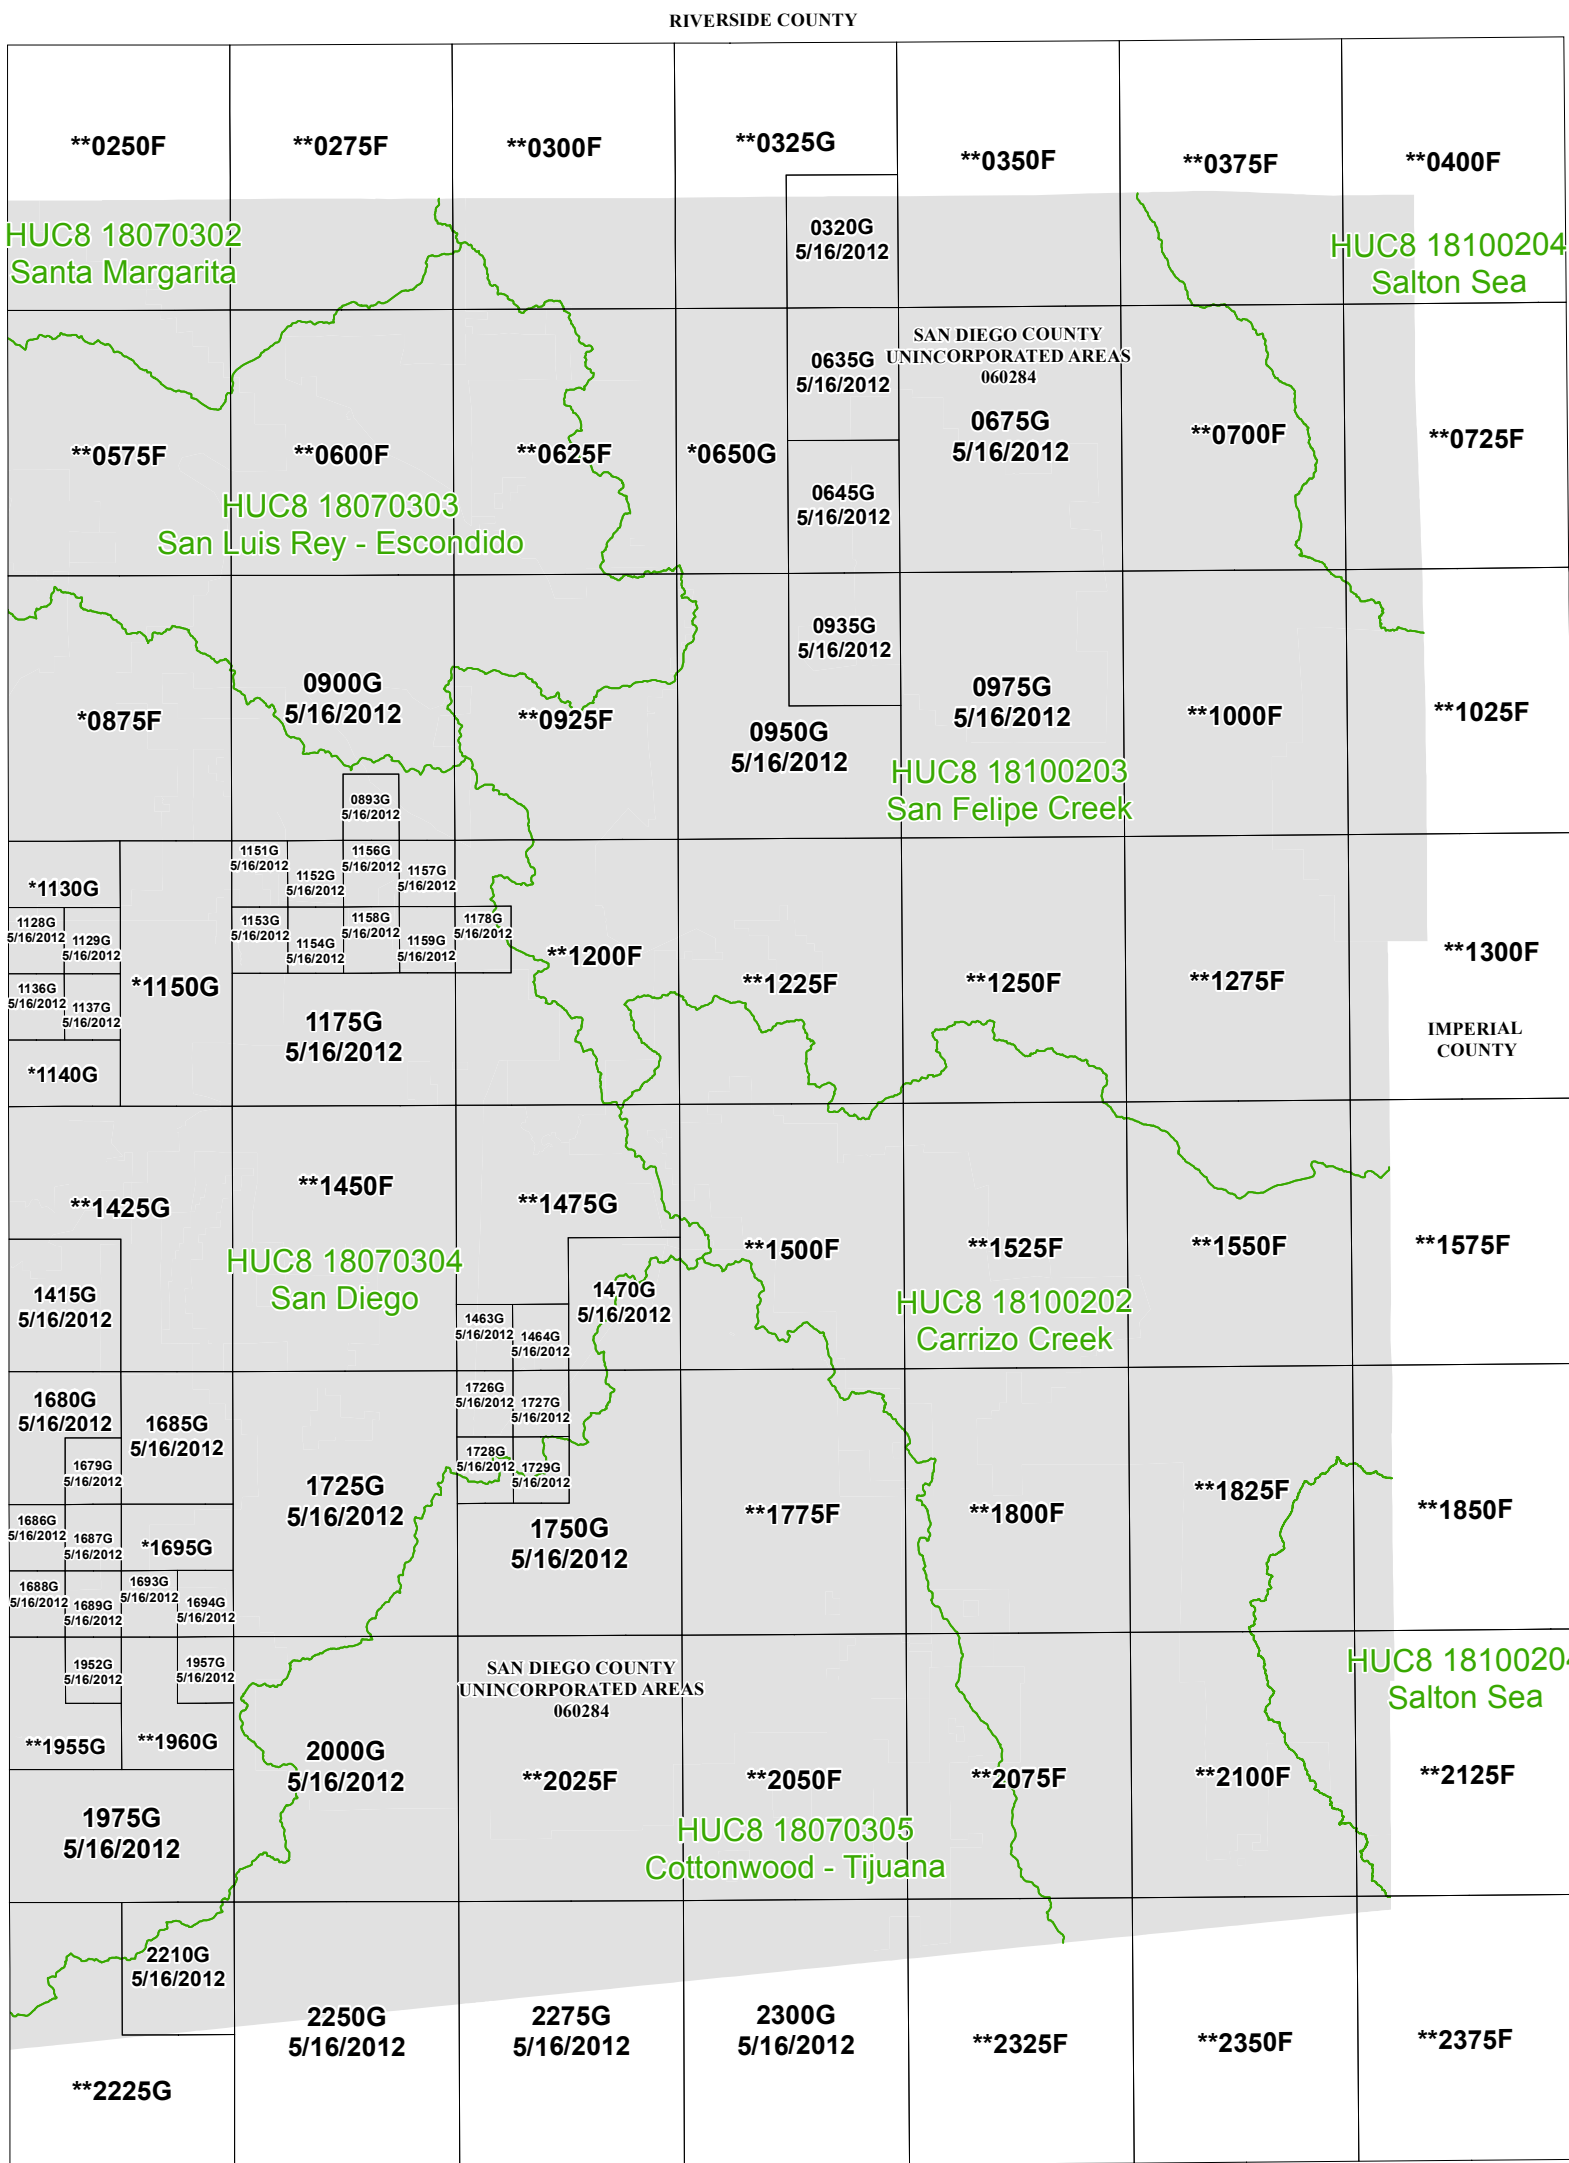 RIVERSIDE COUNTY
**0250F
**0275F
**0300F
**0325G
**0350F
**0375F
**0400F
0320G
5/16/2012
HUC8 18070302
Santa Margarita
HUC8 18100204
Salton Sea
SAN DIEGO COUNTY
UNINCORPORATED AREAS
060284
0635G
5/16/2012
**0575F
**0600F
**0625F
*0650G
0675G
5/16/2012
**0700F
**0725F
0645G
5/16/2012
HUC8 18070303
San Luis Rey - Escondido
0935G
5/16/2012
*0875F
0900G
5/16/2012
**0925F
0950G
5/16/2012
0975G
5/16/2012
**1000F
**1025F
HUC8 18100203
San Felipe Creek
0893G
5/16/2012
*1130G
1151G
5/16/2012
1152G
5/16/2012
1156G
5/16/2012
1157G
5/16/2012
1128G
5/16/2012
1129G
5/16/2012
1153G
5/16/2012
1154G
5/16/2012
1158G
5/16/2012
1159G
5/16/2012
1178G
5/16/2012
1136G
5/16/2012
1137G
5/16/2012
*1150G
*1140G
1175G
5/16/2012
**1200F
**1225F
**1250F
**1275F
**1300F
IMPERIAL
COUNTY
**1425G
**1450F
**1475G
**1500F
**1525F
**1550F
**1575F
HUC8 18070304
San Diego
1415G
5/16/2012
1470G
5/16/2012
1463G
5/16/2012
1464G
5/16/2012
HUC8 18100202
Carrizo Creek
1680G
5/16/2012
1685G
5/16/2012
1726G
5/16/2012
1727G
5/16/2012
1679G
5/16/2012
1728G
5/16/2012
1729G
5/16/2012
1725G
5/16/2012
1750G
5/16/2012
**1775F
**1800F
**1825F
**1850F
1686G
5/16/2012
1687G
5/16/2012
*1695G
1688G
5/16/2012
1689G
5/16/2012
1693G
5/16/2012
1694G
5/16/2012
1952G
5/16/2012
1957G
5/16/2012
SAN DIEGO COUNTY
UNINCORPORATED AREAS
060284
HUC8 18100204
Salton Sea
**1955G
**1960G
2000G
5/16/2012
**2025F
**2050F
**2075F
**2100F
**2125F
1975G
5/16/2012
HUC8 18070305
Cottonwood - Tijuana
2210G
5/16/2012
2250G
5/16/2012
2275G
5/16/2012
2300G
5/16/2012
**2325F
**2350F
**2375F
**2225G